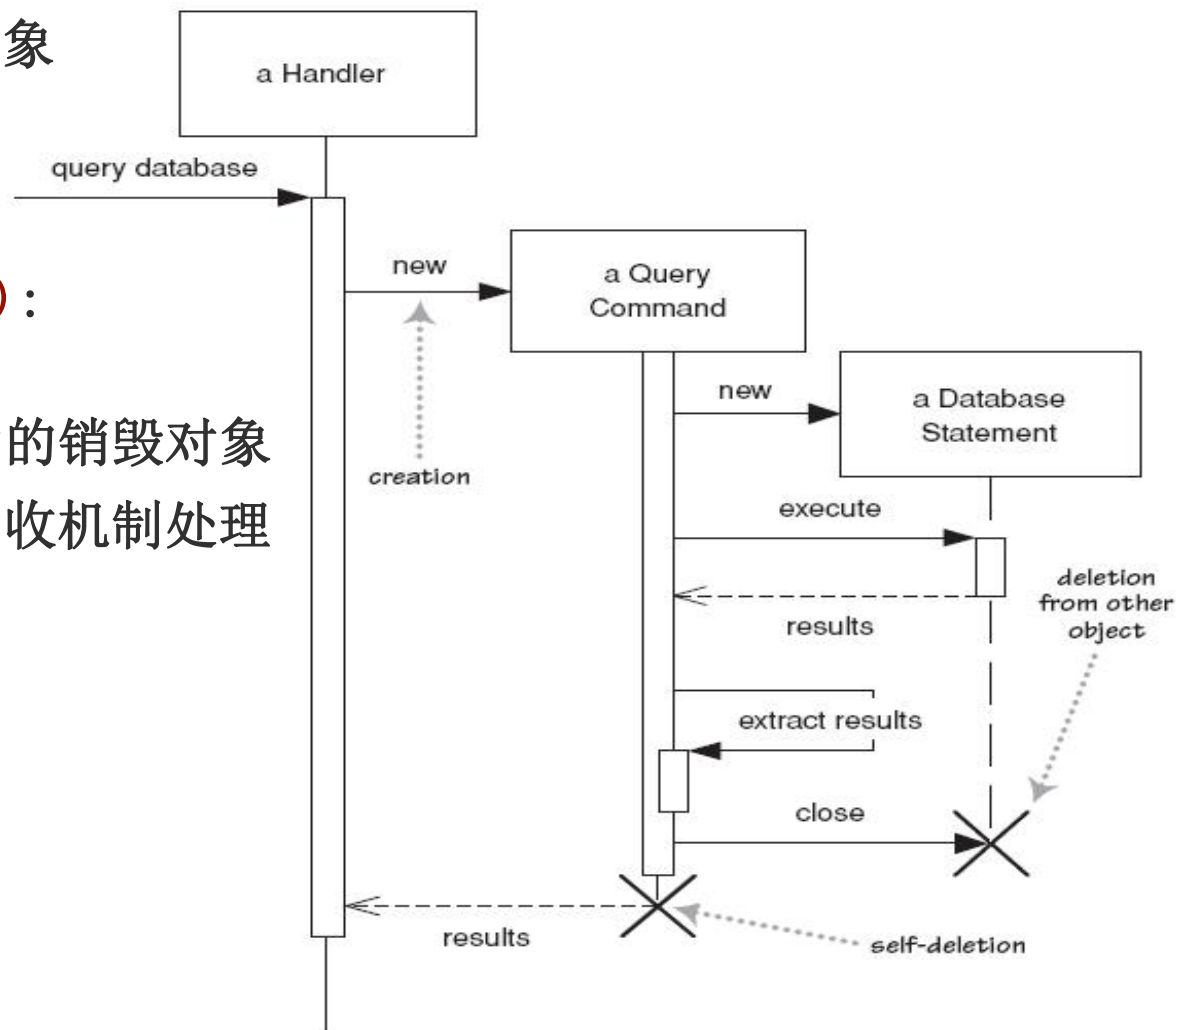 象
a Handler
query database
new
a Query
Command
) :
new
a Database
Statement
的销毁对象
creation
收机制处理
execute
deletion
from other
object
results
extract results
close
results
self-deletion